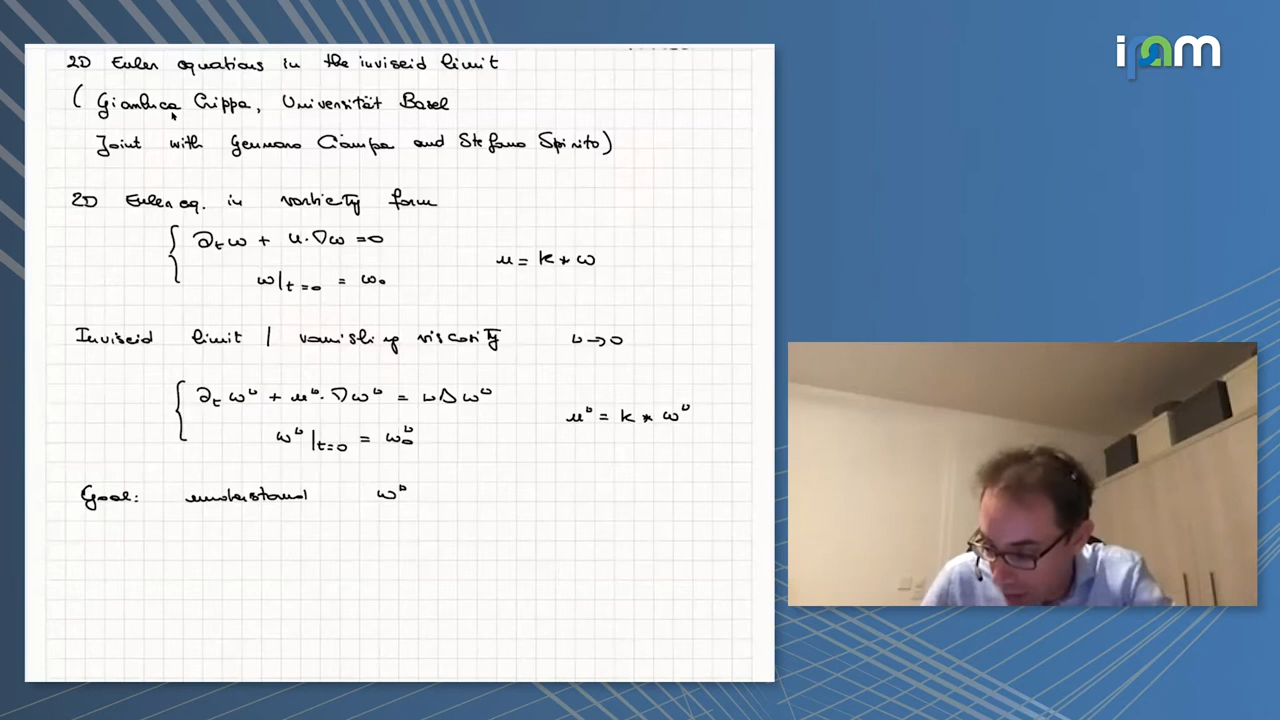 ipam
2D Euler equations in the inviscid limit
(Gianluca Crippa, Universität Basel
Joint with Gennaro Ciampa and Stefano Spirito)
2D Euler eq. in vorticity form
∂ₜω + u·∇ω = 0
ω|ₜ₌₀ = ω₀
u = K * ω
Inviscid limit / vanishing viscosity ν → 0
∂ₜω^ν + u^ν·∇ω^ν = νΔω^ν
ω^ν|ₜ₌₀ = ω₀^ν
u^ν = K * ω^ν
Goal: understand ω^ν